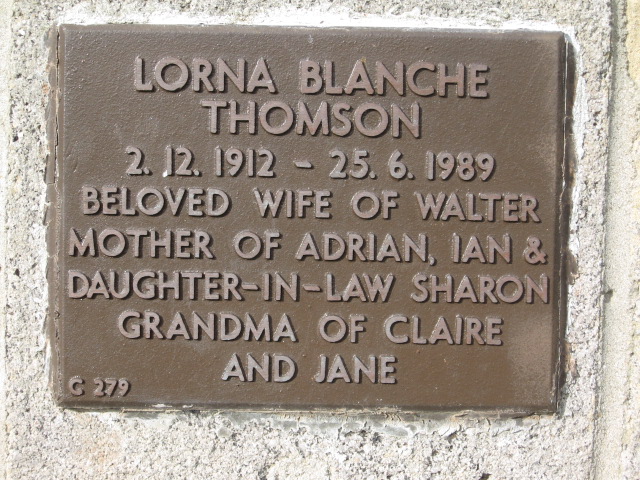 LORNA BLANCHE
THOMSON
2. 12. 1912 - 25. 6. 1989
BELOVED WIFE OF WALTER
MOTHER OF ADRIAN, IAN &
DAUGHTER-IN-LAW SHARON
GRANDMA OF CLAIRE
AND JANE
G 279